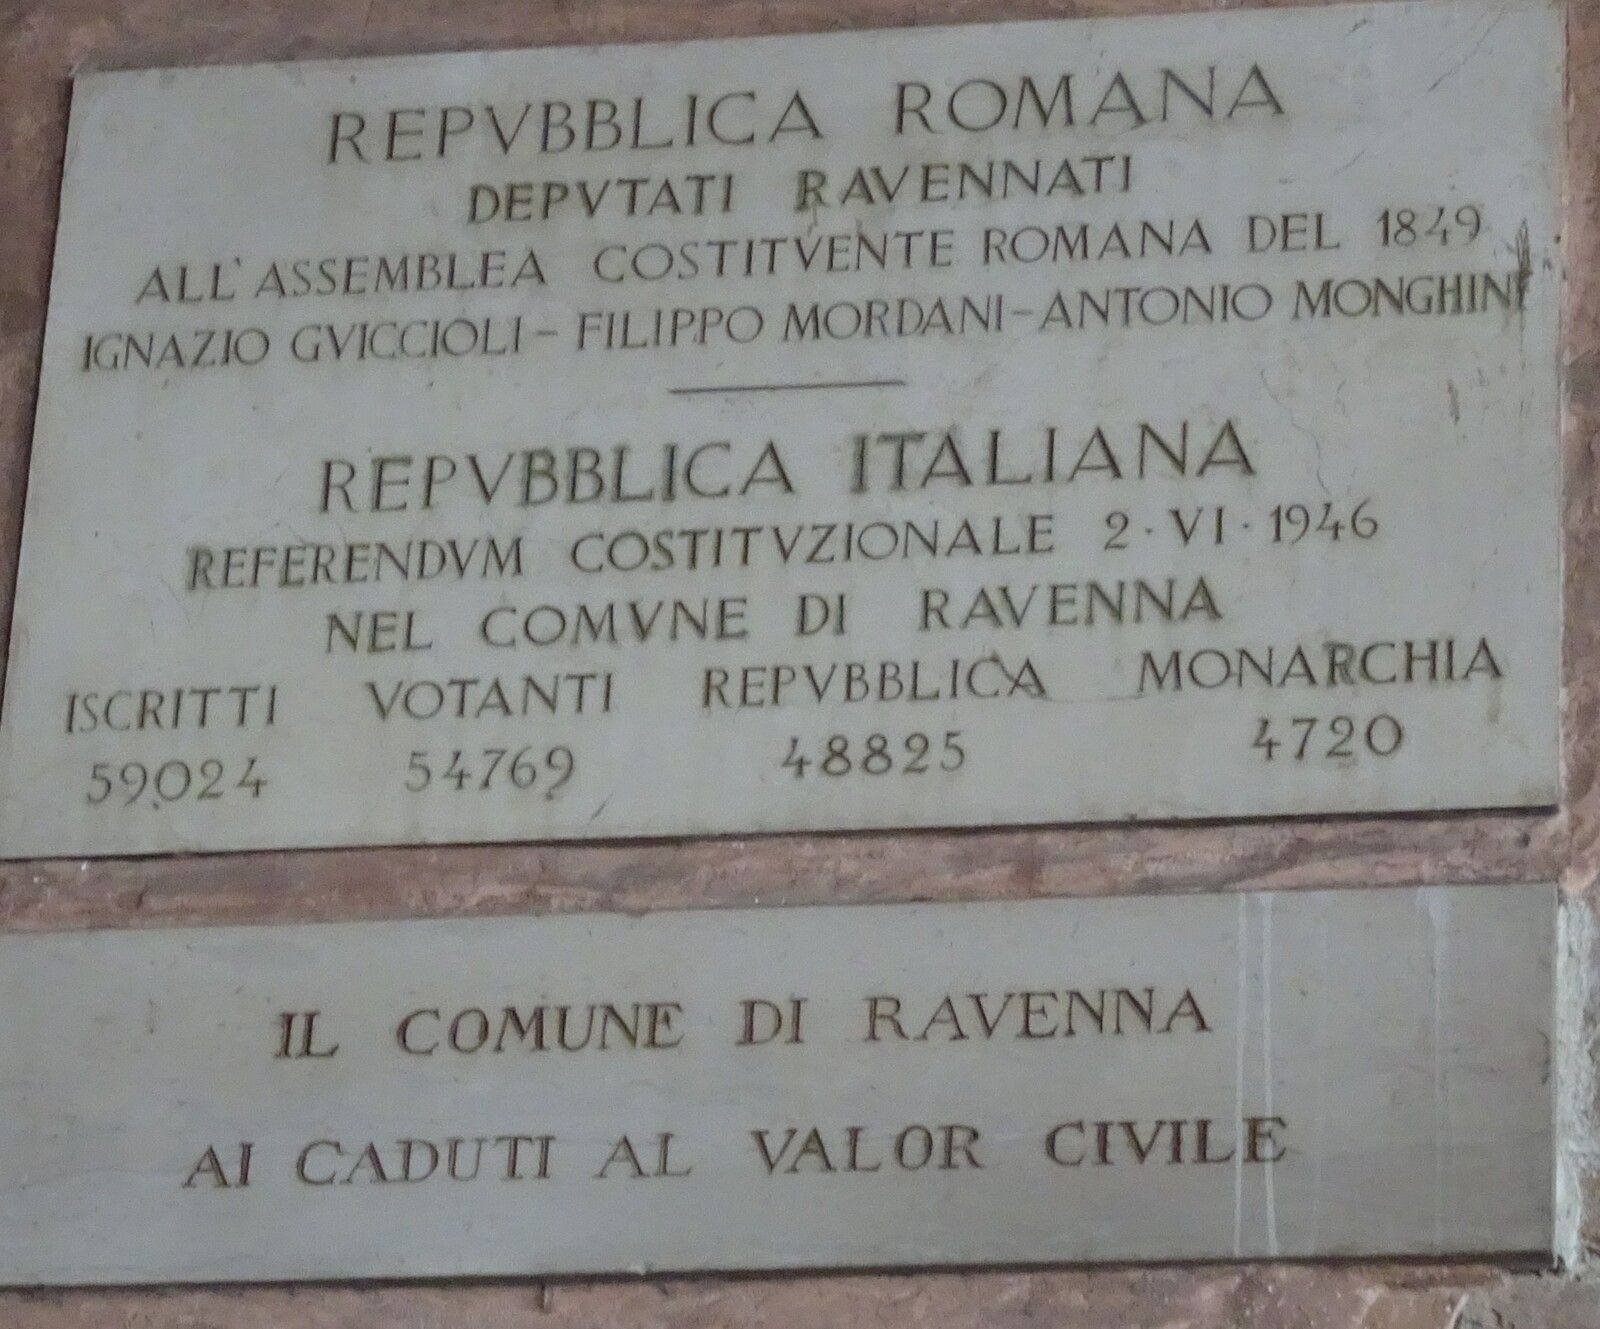 REPVBBLICA ROMANA
DEPVTATI RAVENNATI
ALL'ASSEMBLEA COSTITVENTE ROMANA DEL 1849
IGNAZIO GVICCIOLI - FILIPPO MORDANI - ANTONIO MONGHINI
REPVBBLICA ITALIANA
REFERENDVM COSTITVZIONALE 2·VI·1946
NEL COMVNE DI RAVENNA
ISCRITTI VOTANTI REPVBBLICA MONARCHIA
59024 54769 48825 4720
IL COMUNE DI RAVENNA
AI CADUTI AL VALOR CIVILE